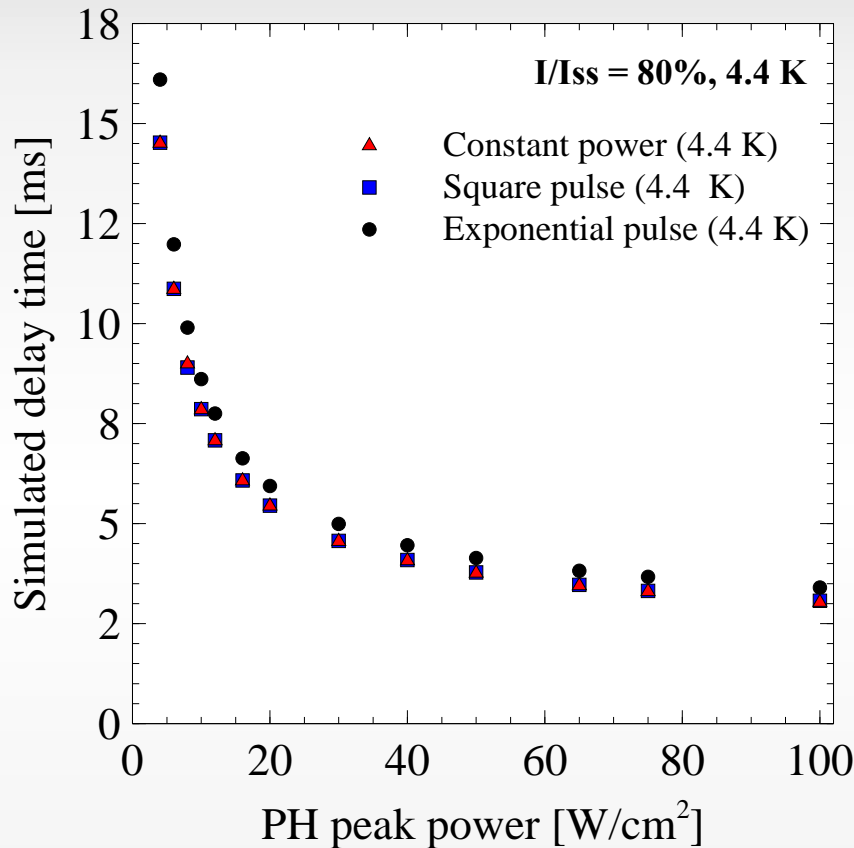 18
15
12
10
8
5
2
0
Simulated delay time [ms]
I/Iss = 80%, 4.4 K
Constant power (4.4 K)
Square pulse (4.4 K)
Exponential pulse (4.4 K)
0 20 40 60 80 100
PH peak power [W/cm²]